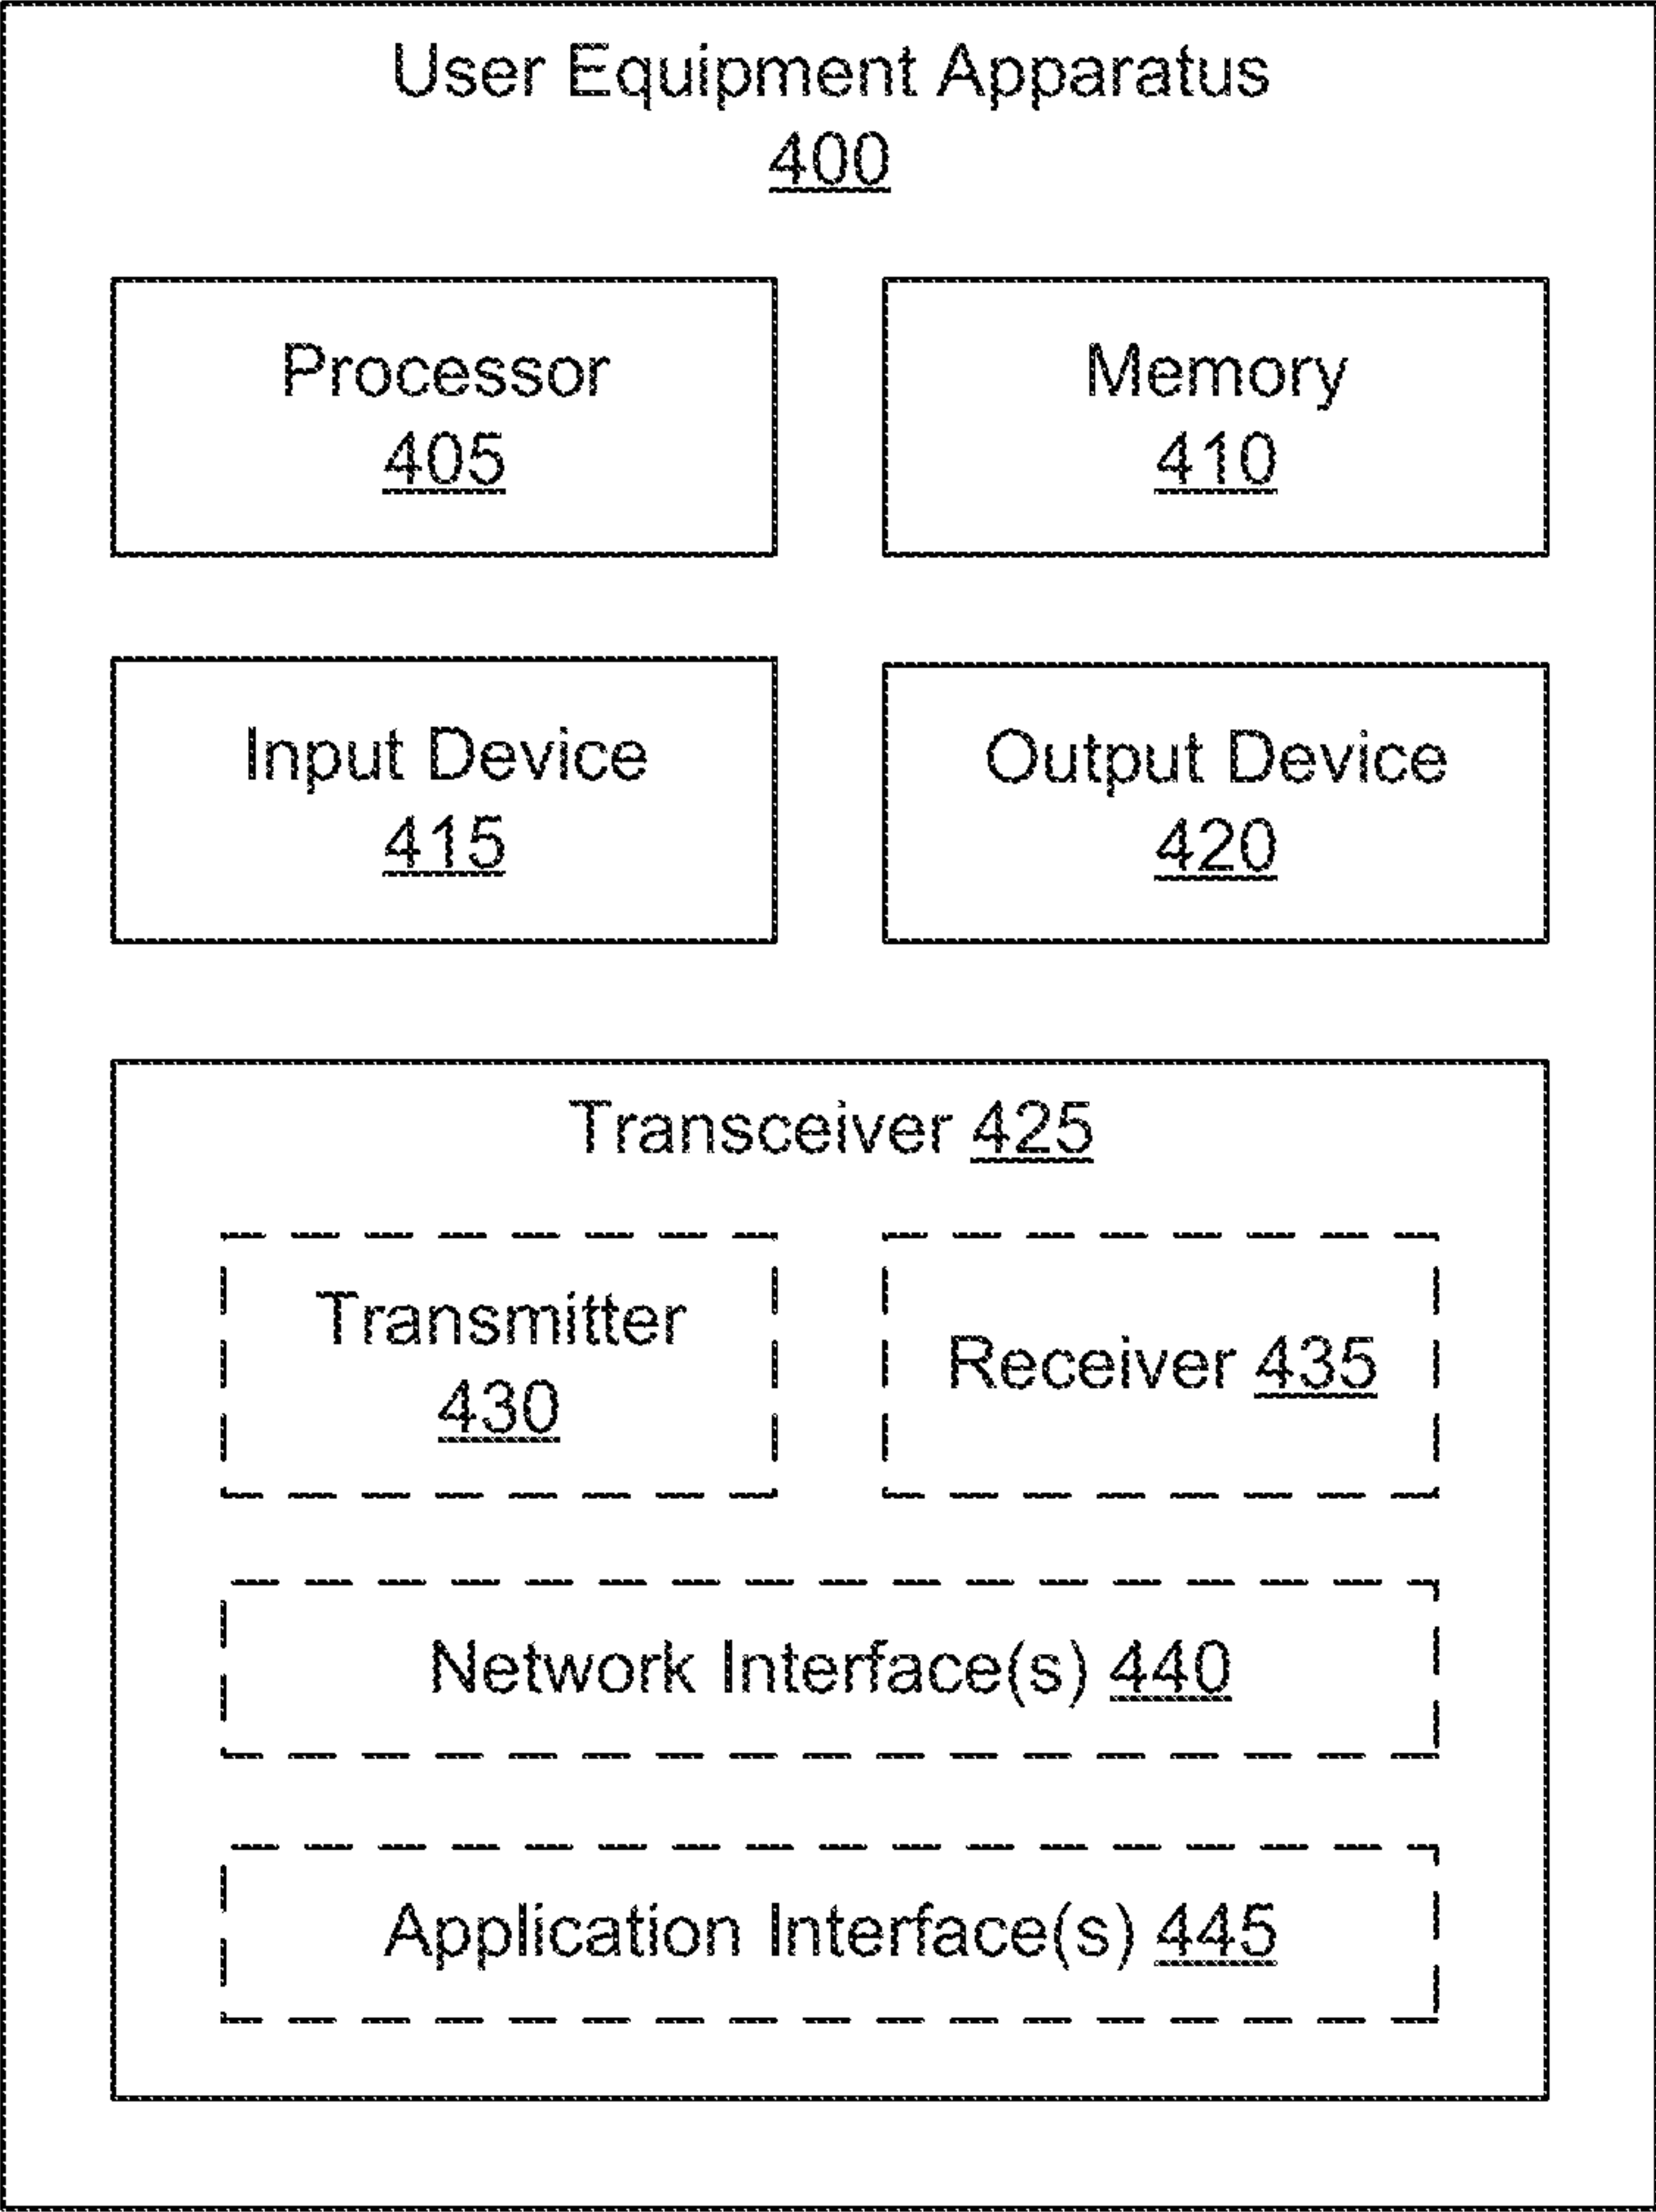 User Equipment Apparatus
400
Processor
405
Memory
410
Input Device
415
Output Device
420
Transceiver 425
Transmitter
430
Receiver 435
Network Interface(s) 440
Application Interface(s) 445